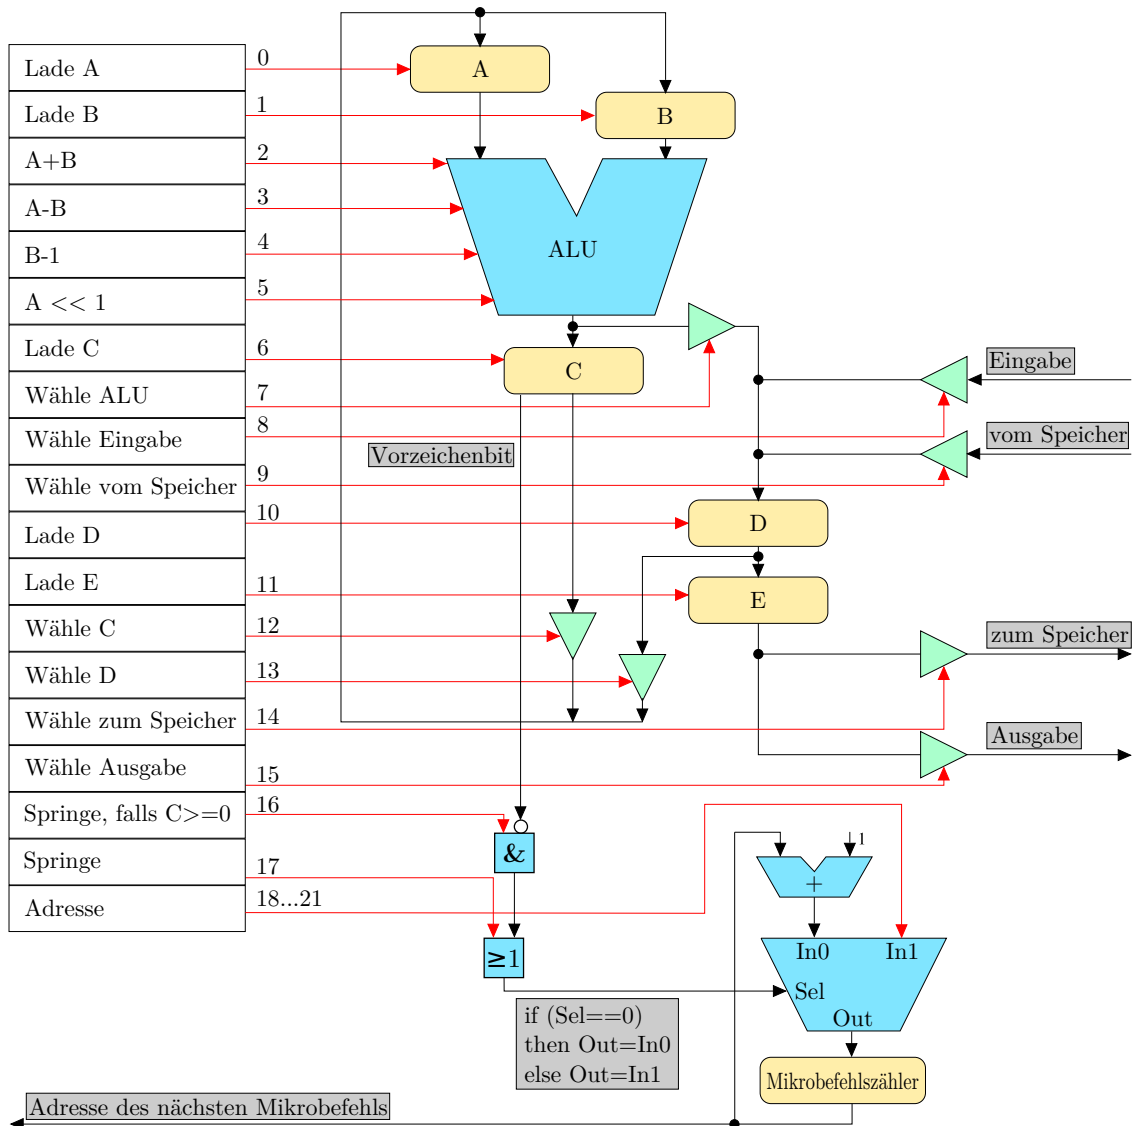 Lade A
0
Lade B
1
A+B
2
A-B
3
B-1
4
A << 1
5
Lade C
6
Wähle ALU
7
Wähle Eingabe
8
Wähle vom Speicher
9
Lade D
10
Lade E
11
Wähle C
12
Wähle D
13
Wähle zum Speicher
14
Wähle Ausgabe
15
Springe, falls C>=0
16
Springe
17
Adresse
18...21
A
B
ALU
C
Vorzeichenbit
Eingabe
vom Speicher
D
E
zum Speicher
Ausgabe
&
≥1
1
+
In0
In1
Sel
Out
if (Sel==0)
then Out=In0
else Out=In1
Mikrobefehlszähler
Adresse des nächsten Mikrobefehls